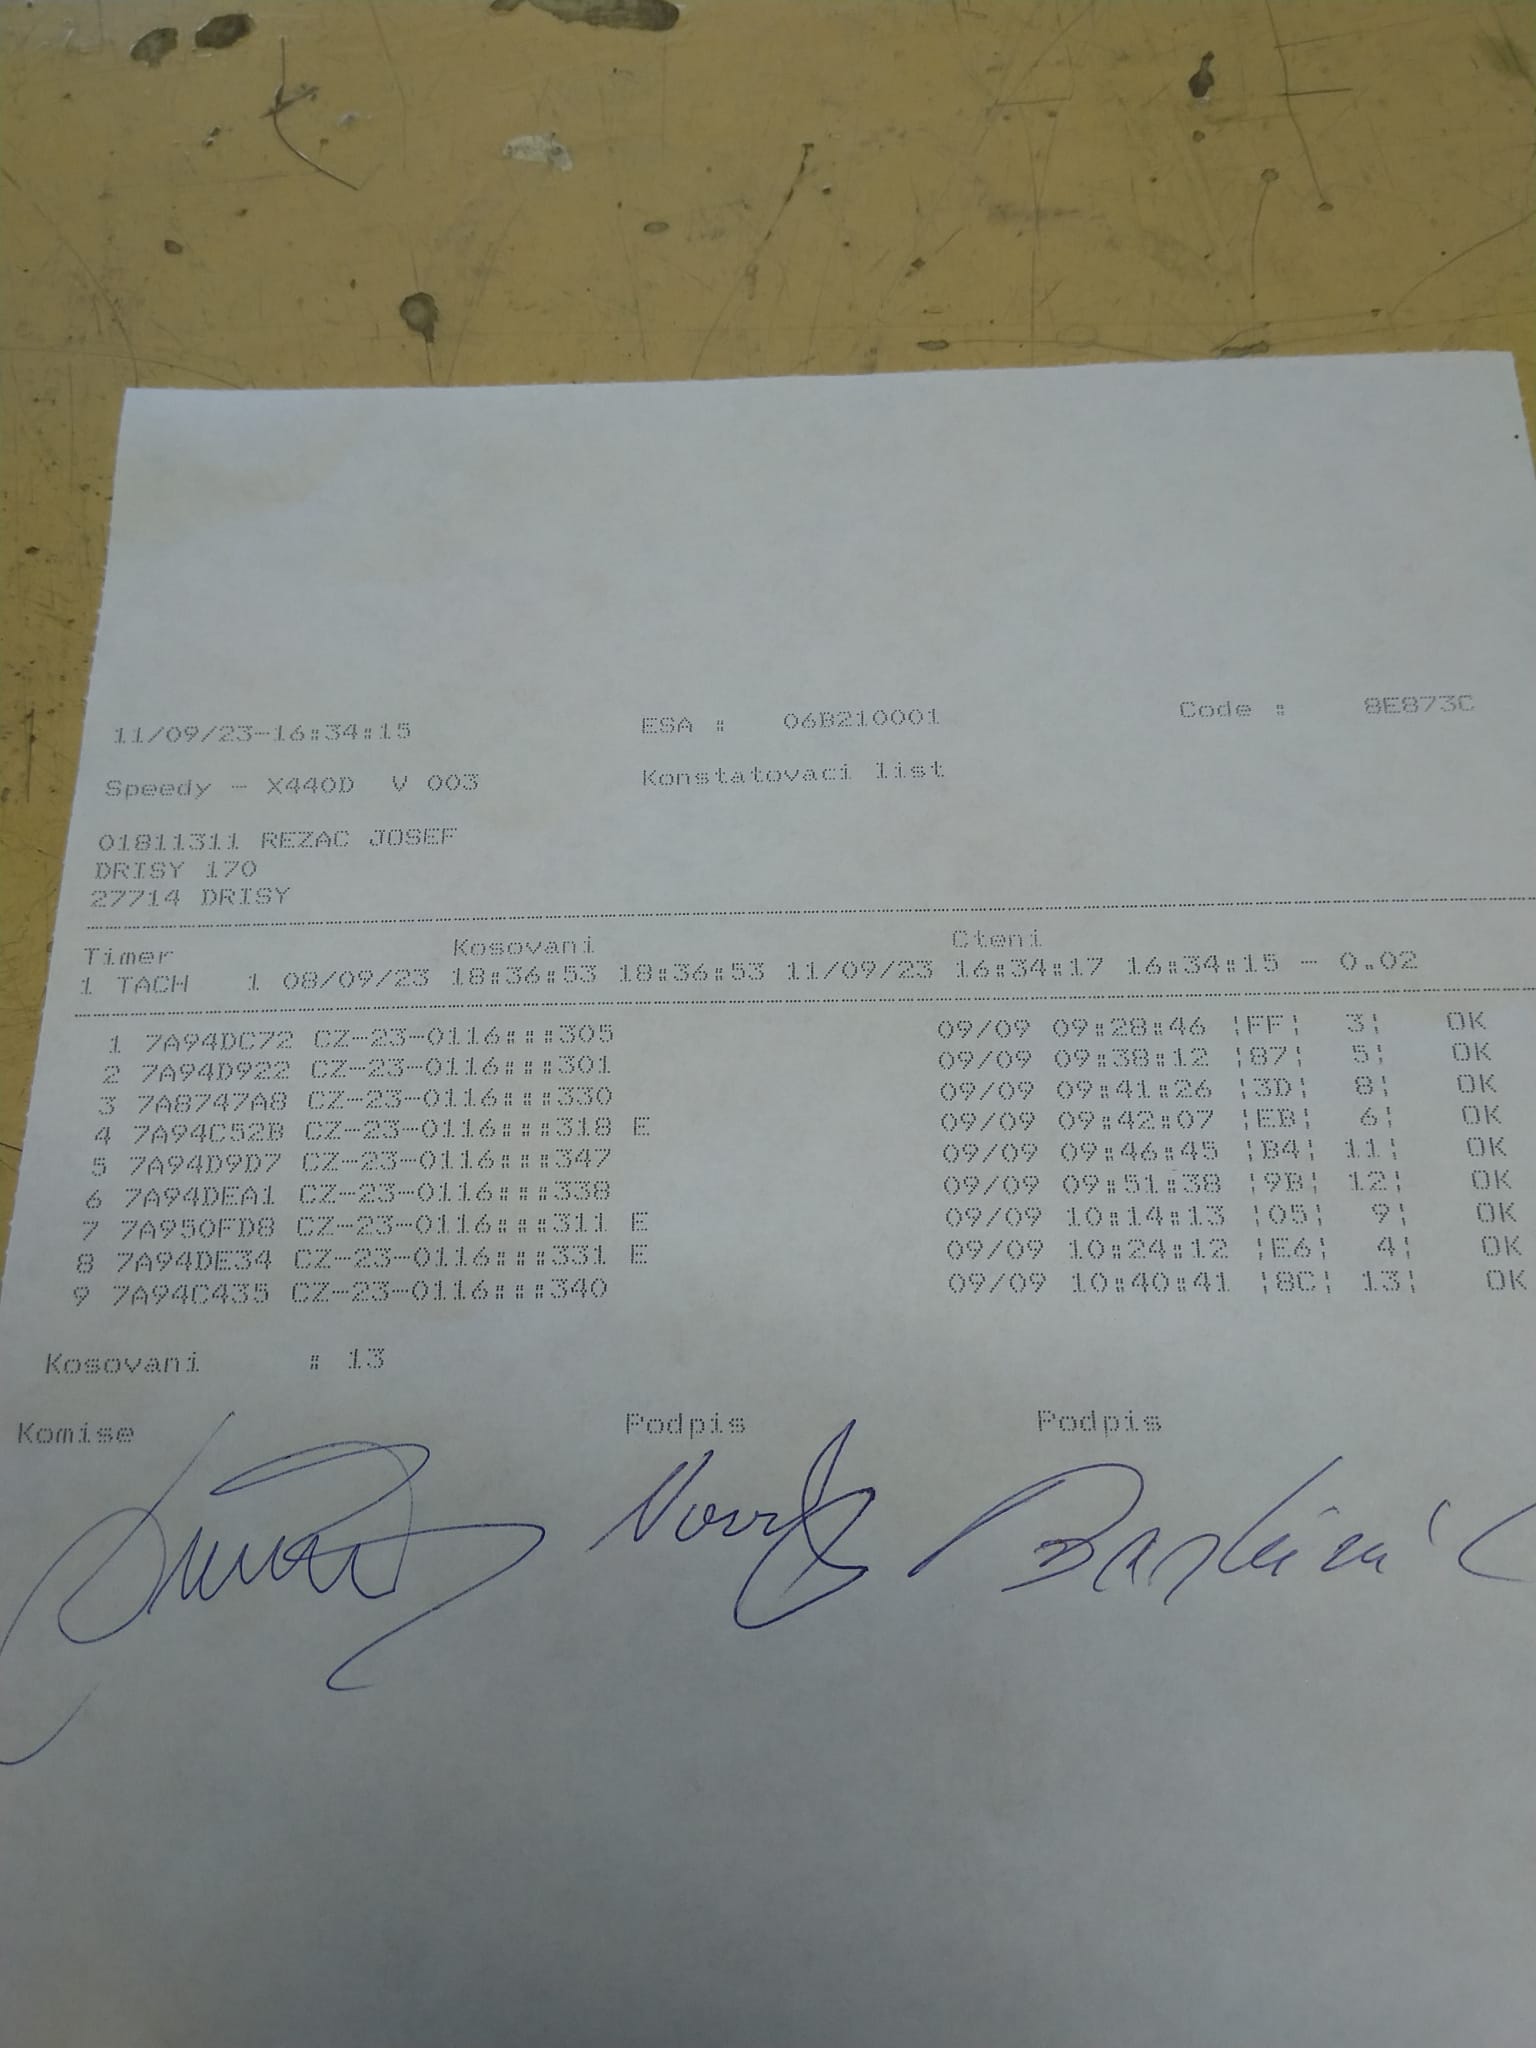 11/09/23-16:34:15 ESA : 06B210001 Code : 8E873C
Speedy - X440D V 003 Konstatovaci list
01811311 REZAC JOSEF
DRISY 170
27714 DRISY
Timer Kosovani Cteni
1 TACH 1 08/09/23 18:36:53 18:36:53 11/09/23 16:34:17 16:34:15 - 0.02
1 7A94DC72 CZ-23-0116:::305 09/09 09:28:46 ¦FF¦ 3¦ OK
2 7A94D922 CZ-23-0116:::301 09/09 09:38:12 ¦87¦ 5¦ OK
3 7A8747A8 CZ-23-0116:::330 09/09 09:41:26 ¦3D¦ 8¦ OK
4 7A94C52B CZ-23-0116:::318 E 09/09 09:42:07 ¦EB¦ 6¦ OK
5 7A94D9D7 CZ-23-0116:::347 09/09 09:46:45 ¦B4¦ 11¦ OK
6 7A94DEA1 CZ-23-0116:::338 09/09 09:51:38 ¦9B¦ 12¦ OK
7 7A950FD8 CZ-23-0116:::311 E 09/09 10:14:13 ¦05¦ 9¦ OK
8 7A94DE34 CZ-23-0116:::331 E 09/09 10:24:12 ¦E6¦ 4¦ OK
9 7A94C435 CZ-23-0116:::340 09/09 10:40:41 ¦8C¦ 13¦ OK
Kosovani : 13
Komise Podpis Podpis